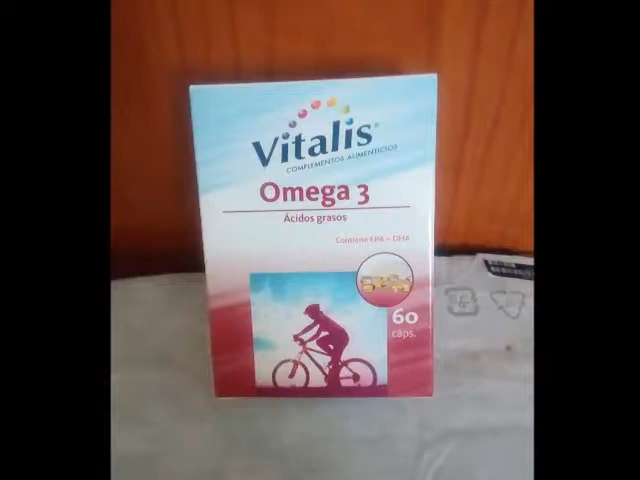 Vitalis®
COMPLEMENTOS ALIMENTICIOS
Omega 3
Ácidos grasos
Contiene EPA - DHA
60
caps.